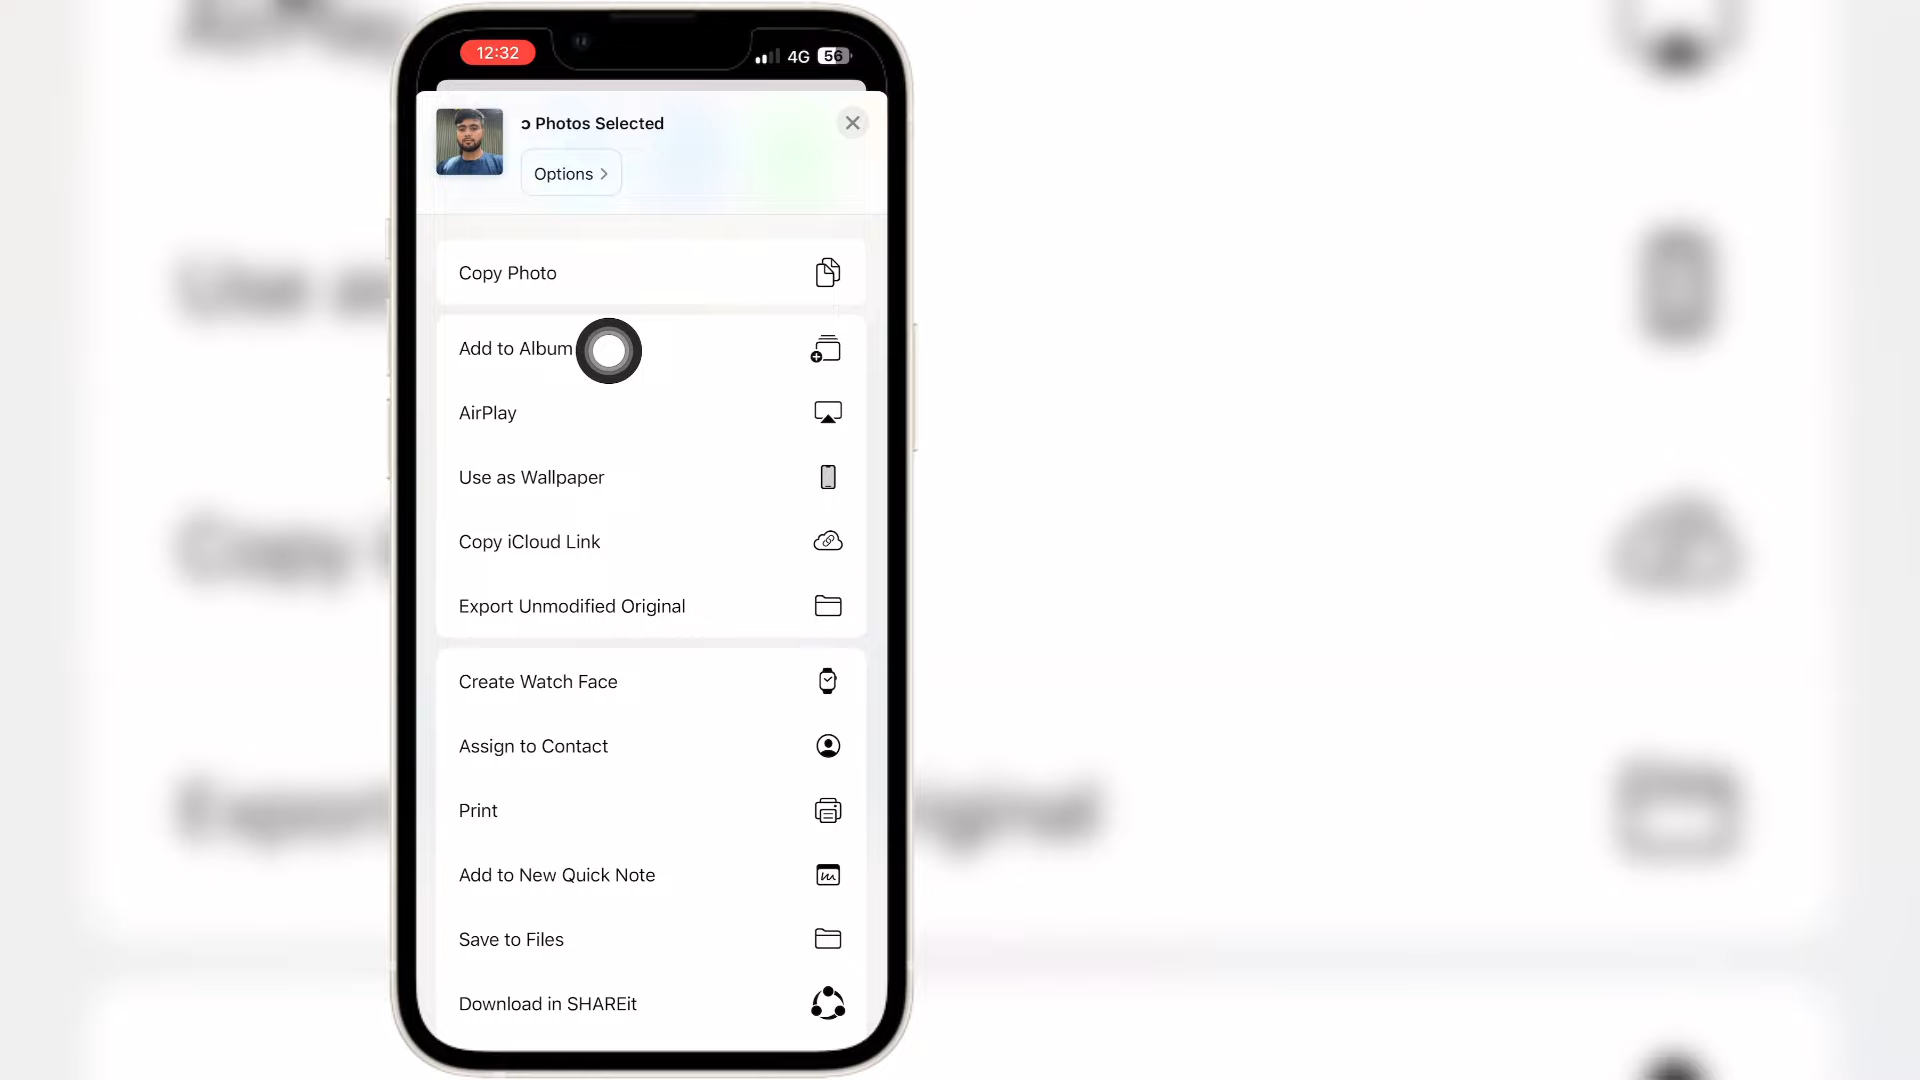 12:32
4G 56
Photos Selected
Options
Copy Photo
Add to Album
AirPlay
Use as Wallpaper
Copy iCloud Link
Export Unmodified Original
Create Watch Face
Assign to Contact
Print
Add to New Quick Note
Save to Files
Download in SHAREit